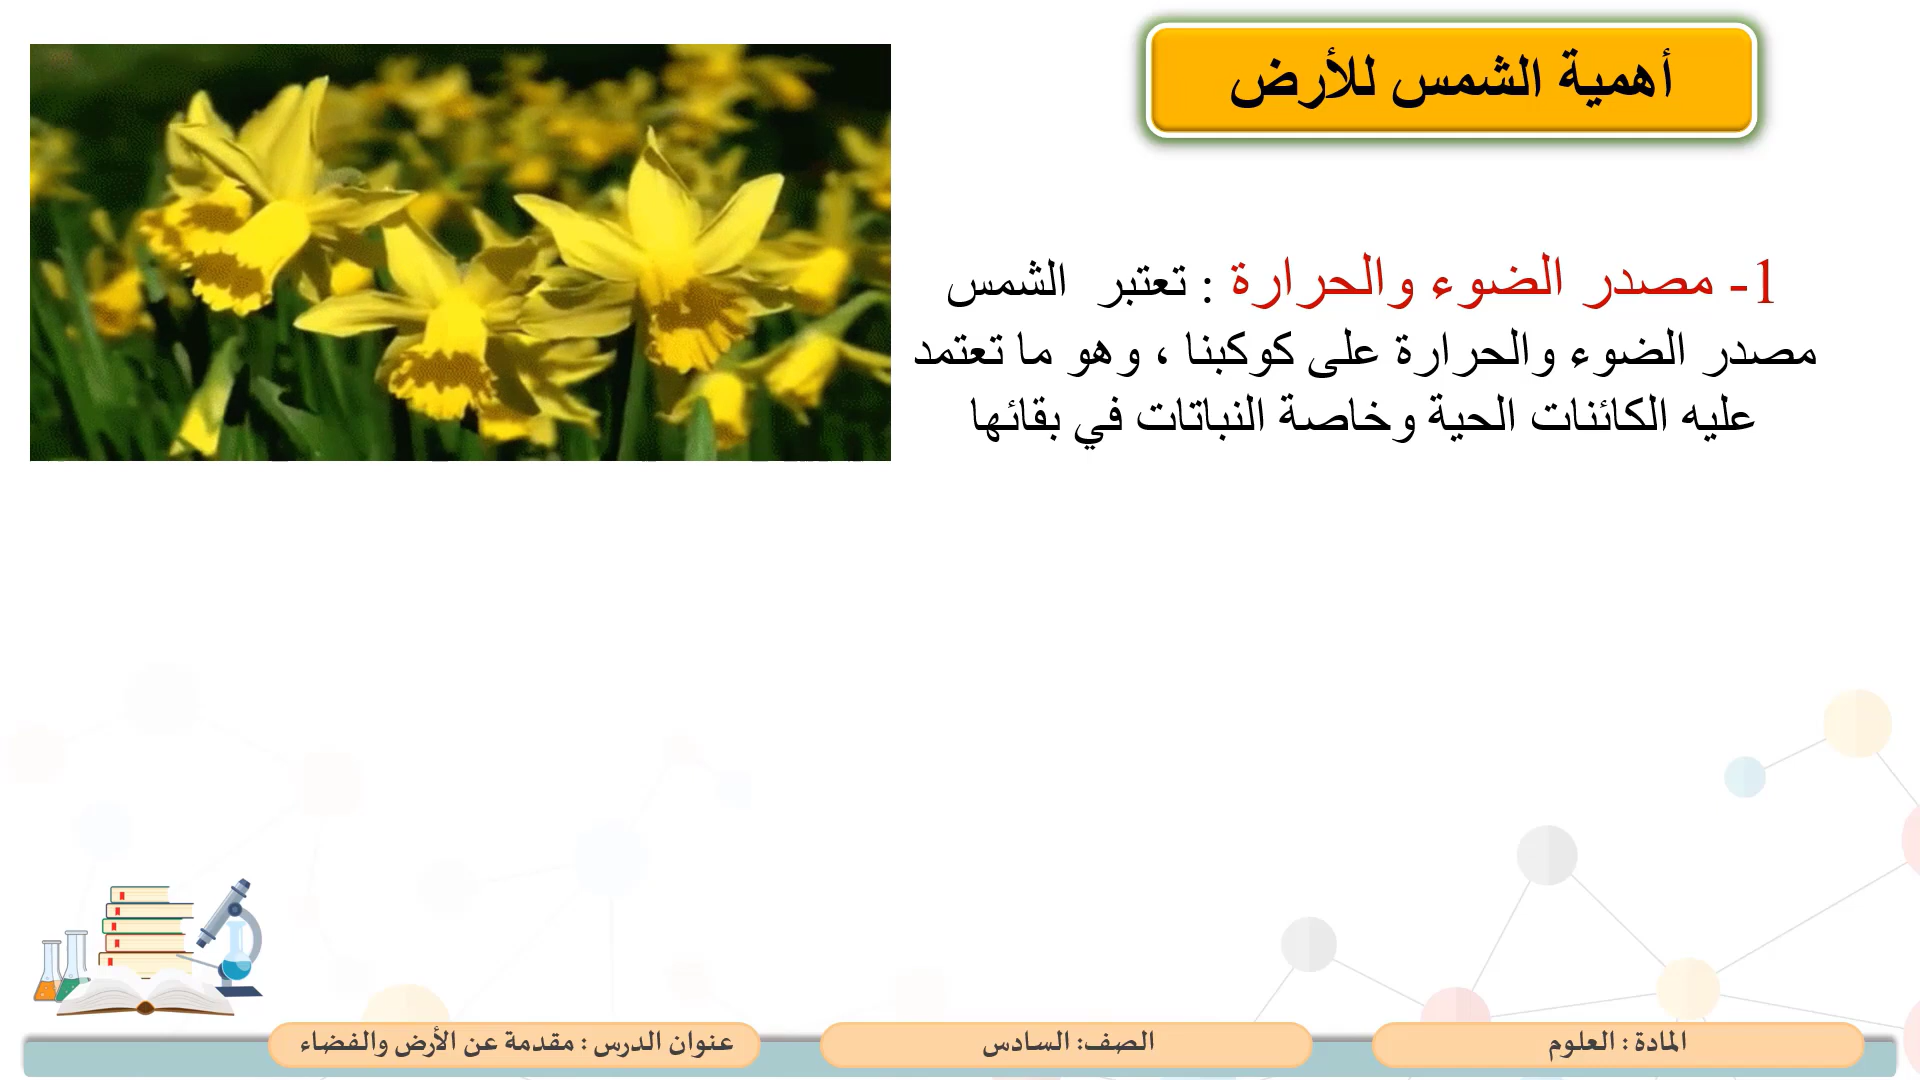 أهمية الشمس للأرض
1- مصدر الضوء والحرارة : تعتبر الشمس
مصدر الضوء والحرارة على كوكبنا ، وهو ما تعتمد
عليه الكائنات الحية وخاصة النباتات في بقائها
المادة : العلوم
الصف: السادس
عنوان الدرس : مقدمة عن الأرض والفضاء